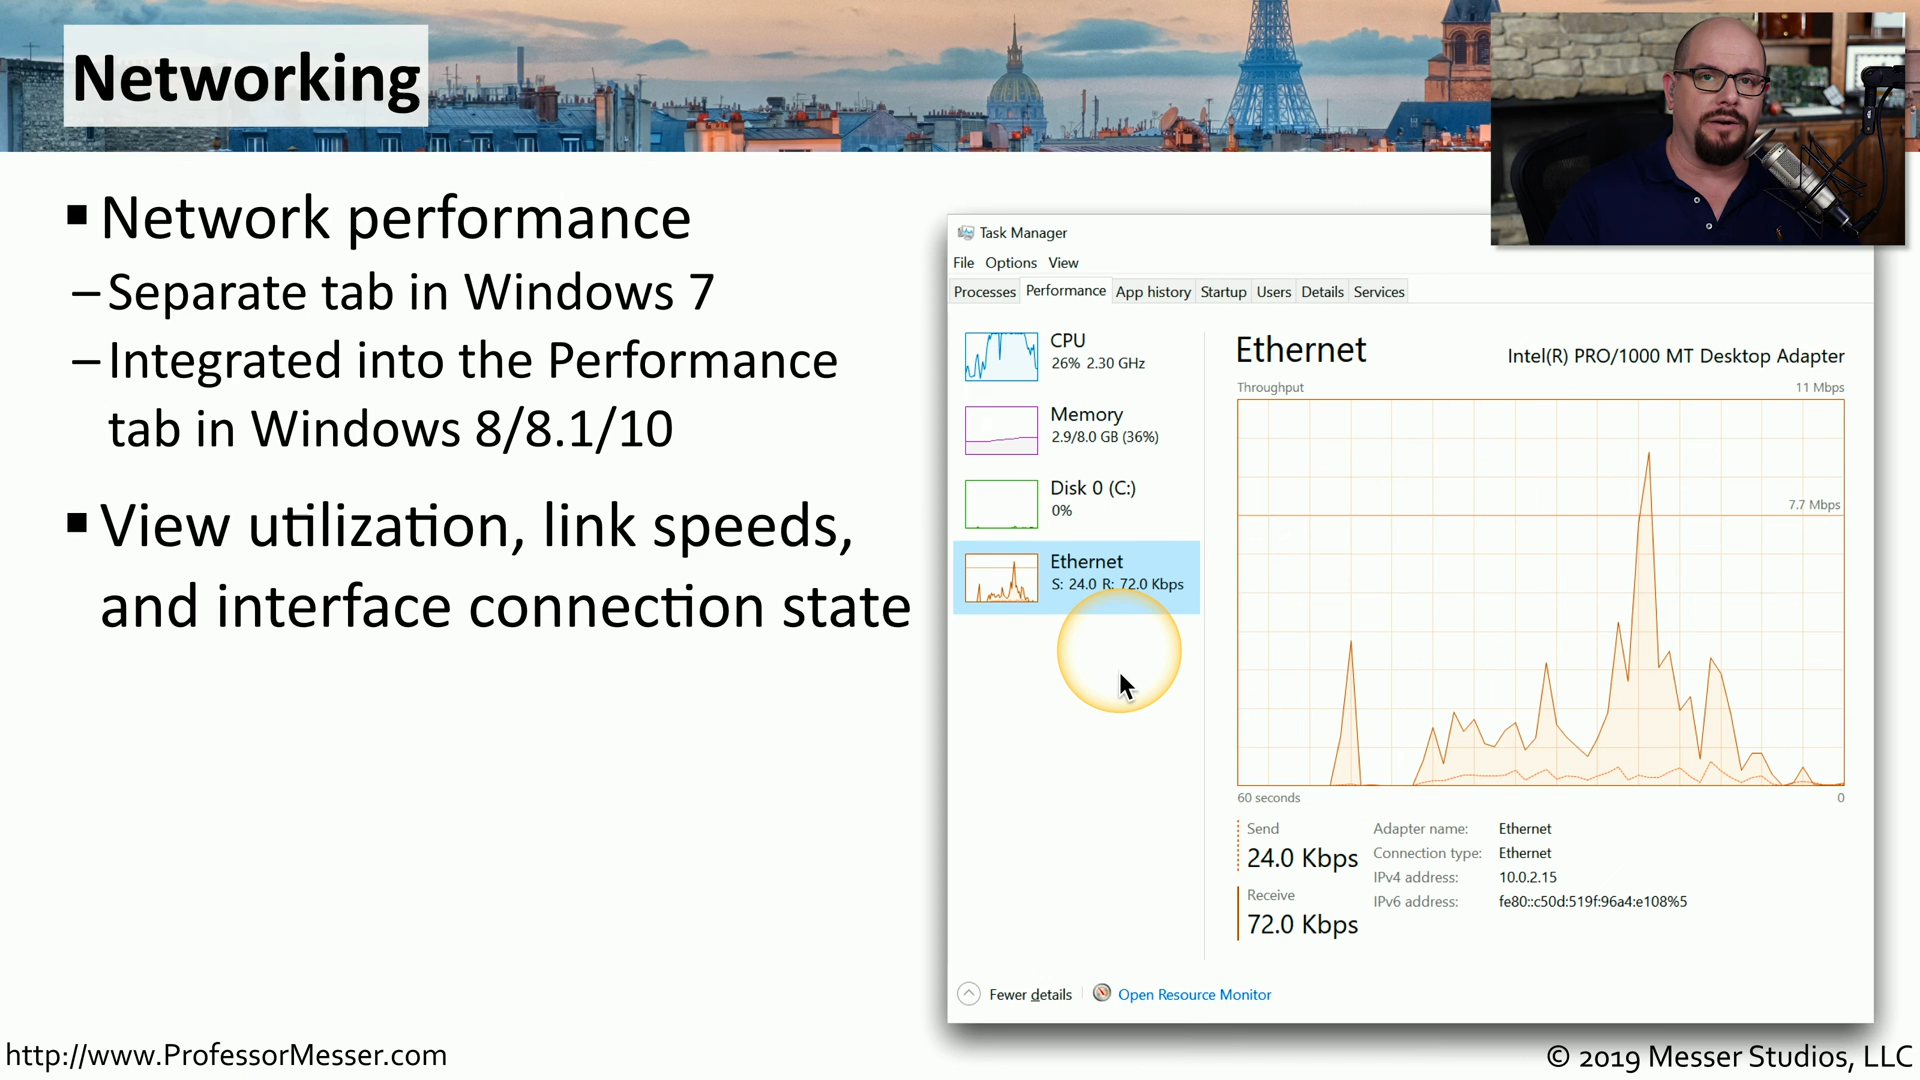 Networking
▪ Network performance
– Separate tab in Windows 7
– Integrated into the Performance
tab in Windows 8/8.1/10
▪ View utilization, link speeds,
and interface connection state
Task Manager
File Options View
Processes Performance App history Startup Users Details Services
CPU
26% 2.30 GHz
Memory
2.9/8.0 GB (36%)
Disk 0 (C:)
0%
Ethernet
S: 24.0 R: 72.0 Kbps
Ethernet Intel(R) PRO/1000 MT Desktop Adapter
Throughput 11 Mbps
7.7 Mbps
60 seconds 0
Send
24.0 Kbps
Receive
72.0 Kbps
Adapter name: Ethernet
Connection type: Ethernet
IPv4 address: 10.0.2.15
IPv6 address: fe80::c50d:519f:96a4:e108%5
Fewer details Open Resource Monitor
http://www.ProfessorMesser.com
© 2019 Messer Studios, LLC